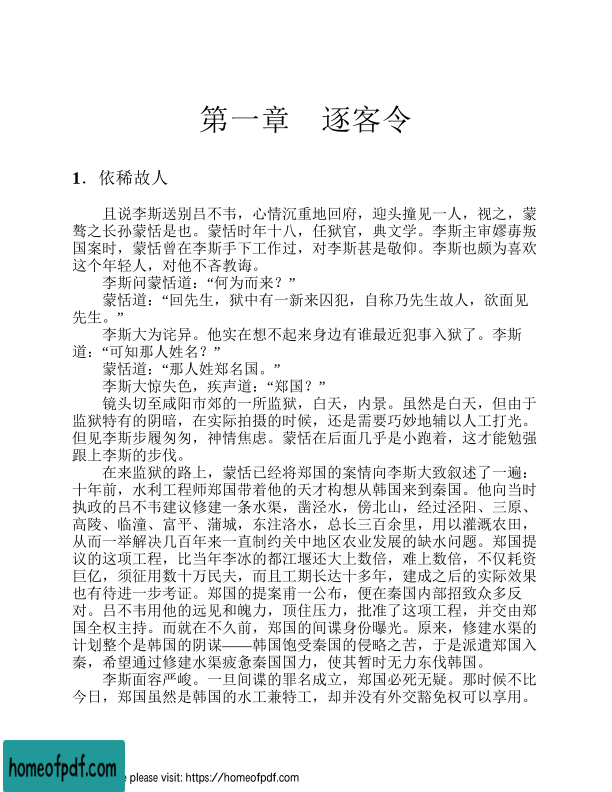 第一章　逐客令
1．依稀故人
且说李斯送别吕不韦，心情沉重地回府，迎头撞见一人，视之，蒙
骜之长孙蒙恬是也。蒙恬时年十八，任狱官，典文学。李斯主审嫪毐叛
国案时，蒙恬曾在李斯手下工作过，对李斯甚是敬仰。李斯也颇为喜欢
这个年轻人，对他不吝教诲。
李斯问蒙恬道：“何为而来？”
蒙恬道：“回先生，狱中有一新来囚犯，自称乃先生故人，欲面见
先生。”
李斯大为诧异。他实在想不起来身边有谁最近犯事入狱了。李斯
道：“可知那人姓名？”
蒙恬道：“那人姓郑名国。”
李斯大惊失色，疾声道：“郑国？”
镜头切至咸阳市郊的一所监狱，白天，内景。虽然是白天，但由于
监狱特有的阴暗，在实际拍摄的时候，还是需要巧妙地辅以人工打光。
但见李斯步履匆匆，神情焦虑。蒙恬在后面几乎是小跑着，这才能勉强
跟上李斯的步伐。
在来监狱的路上，蒙恬已经将郑国的案情向李斯大致叙述了一遍：
十年前，水利工程师郑国带着他的天才构想从韩国来到秦国。他向当时
执政的吕不韦建议修建一条水渠，凿泾水，傍北山，经过泾阳、三原、
高陵、临潼、富平、蒲城，东注洛水，总长三百余里，用以灌溉农田，
从而一举解决几百年来一直制约关中地区农业发展的缺水问题。郑国提
议的这项工程，比当年李冰的都江堰还大上数倍，难上数倍，不仅耗资
巨亿，须征用数十万民夫，而且工期长达十多年，建成之后的实际效果
也有待进一步考证。郑国的提案甫一公布，便在秦国内部招致众多反
对。吕不韦用他的远见和魄力，顶住压力，批准了这项工程，并交由郑
国全权主持。而就在不久前，郑国的间谍身份曝光。原来，修建水渠的
计划整个是韩国的阴谋——韩国饱受秦国的侵略之苦，于是派遣郑国入
秦，希望通过修建水渠疲惫秦国国力，使其暂时无力东伐韩国。
李斯面容严峻。一旦间谍的罪名成立，郑国必死无疑。那时候不比
今日，郑国虽然是韩国的水工兼特工，却并没有外交豁免权可以享用。
homeofpdf.com
e please visit: https://homeofpdf.com